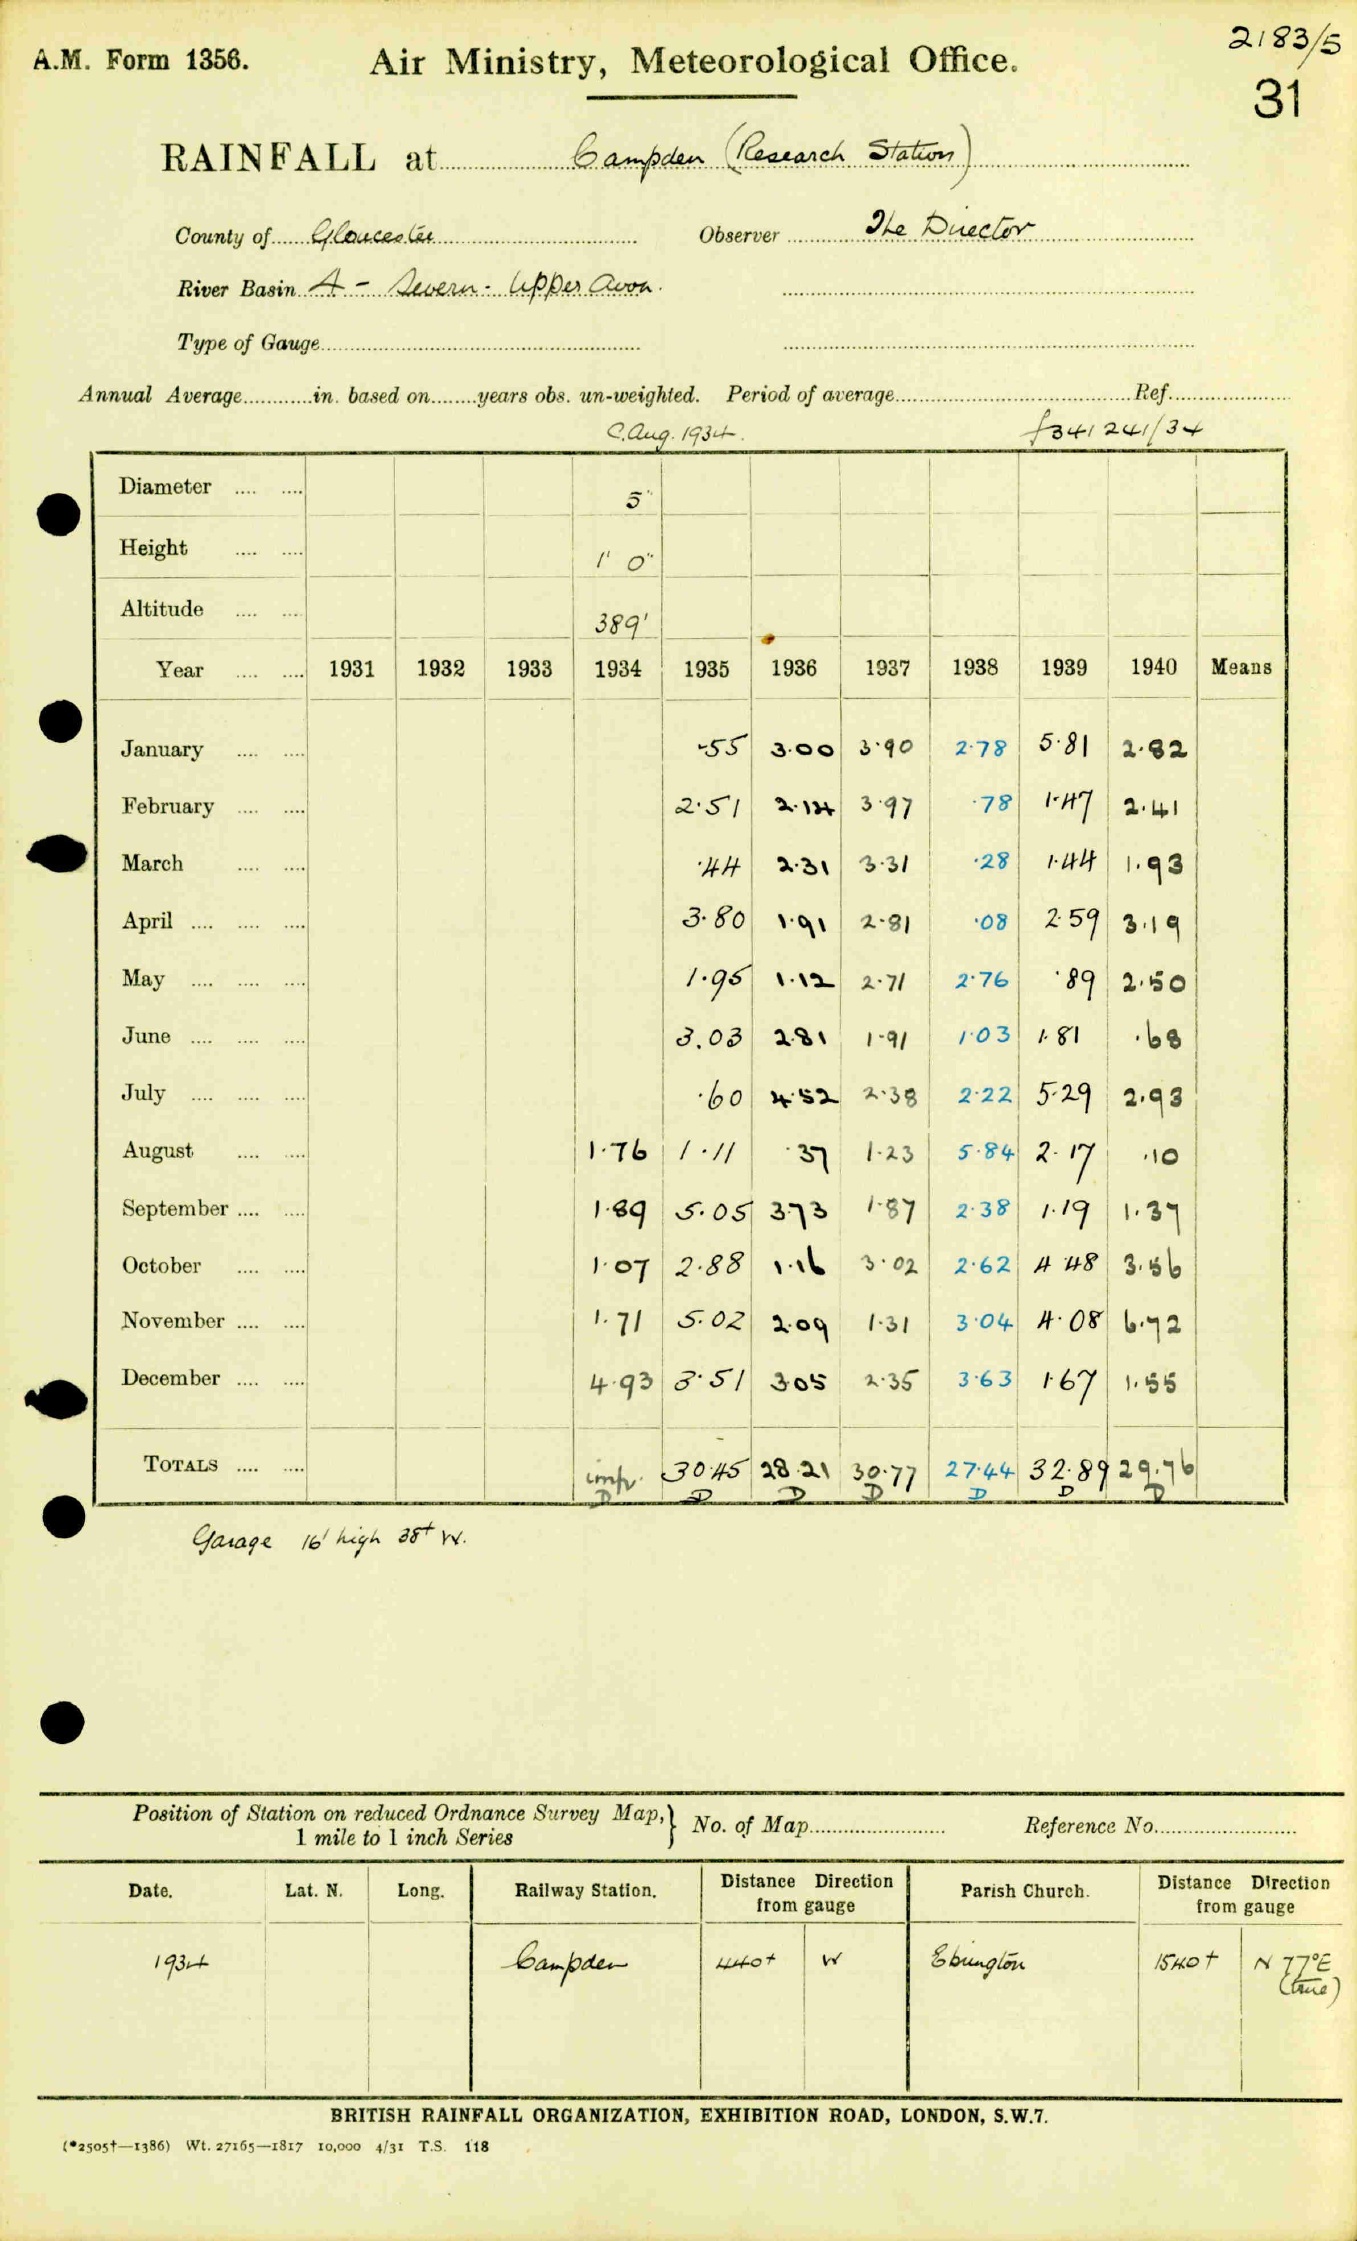 2183/5
A.M. Form 1356. Air Ministry, Meteorological Office.
31
RAINFALL at Campden (Research Station)
County of Gloucester Observer The Director
River Basin A - Severn - Upper Avon.
Type of Gauge
Annual Average in. based on years obs. un-weighted. Period of average Ref.
C. Aug. 1934. f341241/34
Diameter 5"
Height 1' 0"
Altitude 389'
Year 1931 1932 1933 1934 1935 1936 1937 1938 1939 1940 Means
January ·55 3·00 3·90 2·78 5·81 2·82
February 2·51 2·14 3·97 ·78 1·47 2·41
March ·44 2·31 3·31 ·28 1·44 1·93
April 3·80 1·91 2·81 ·08 2·59 3·19
May 1·95 1·12 2·71 2·76 ·89 2·50
June 3.03 2·81 1·91 1·03 1·81 ·68
July ·60 4·52 2·38 2·22 5·29 2·93
August 1·76 1·11 ·37 1·23 5·84 2·17 ·10
September 1·89 5·05 3·73 1·87 2·38 1·19 1·37
October 1·07 2·88 1·16 3·02 2·62 4·48 3·56
November 1·71 5·02 2·09 1·31 3·04 4·08 6·72
December 4·93 3·51 3·05 2·35 3·63 1·67 1·55
TOTALS imp. 30·45 28·21 30·77 27·44 32·89 29·76
D D D D D D D
Garage 16' high 38† W.
Position of Station on reduced Ordnance Survey Map, 1 mile to 1 inch Series } No. of Map Reference No.
Date. Lat. N. Long. Railway Station. Distance Direction from gauge Parish Church. Distance Direction from gauge
1934 Campden 440† W Ebrington 1540† N 77°E
(true)
BRITISH RAINFALL ORGANIZATION, EXHIBITION ROAD, LONDON, S.W.7.
(*2505†—1386) Wt. 27165—1817 10,000 4/31 T.S. 118